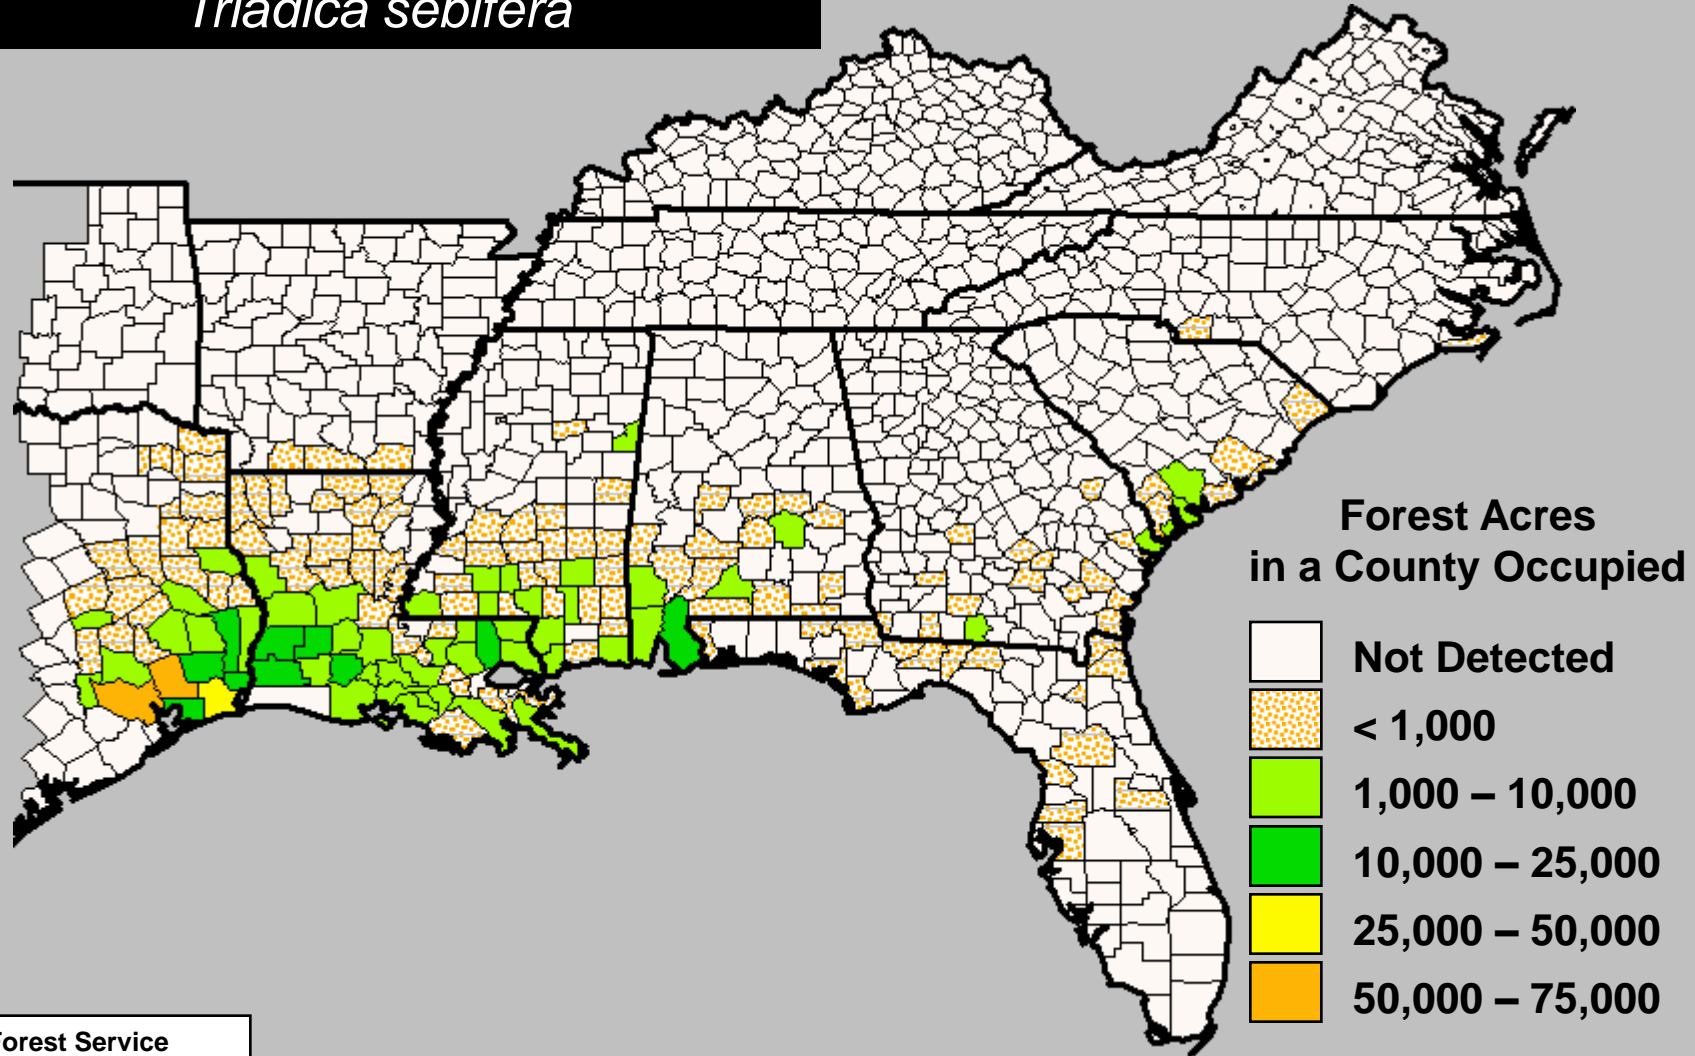 Triadica sebifera
Forest Acres
in a County Occupied
Not Detected
< 1,000
1,000 – 10,000
10,000 – 25,000
25,000 – 50,000
50,000 – 75,000
Forest Service